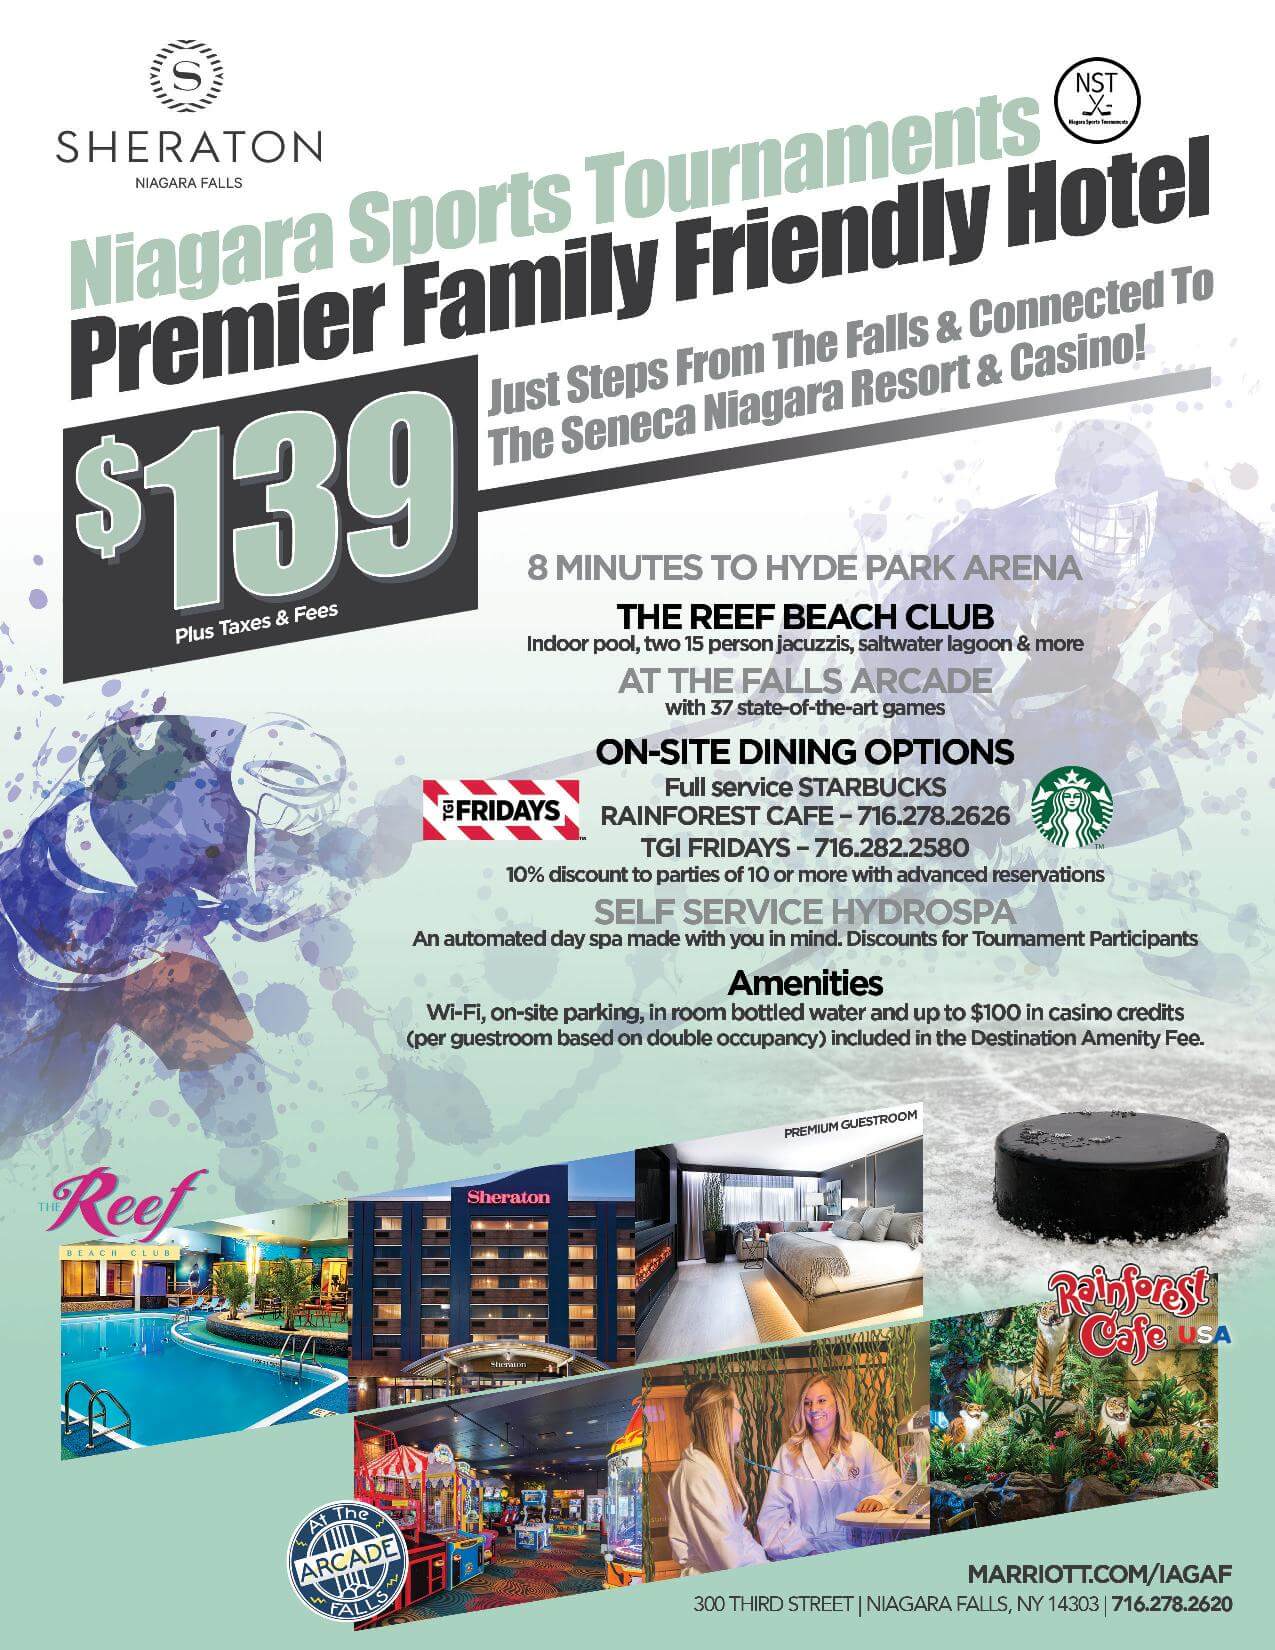 S
SHERATON
NIAGARA FALLS
NST
Niagara Sports Tournaments
Niagara Sports Tournaments
Premier Family Friendly Hotel
$139
Plus Taxes & Fees
Just Steps From The Falls & Connected To
The Seneca Niagara Resort & Casino!
8 MINUTES TO HYDE PARK ARENA
THE REEF BEACH CLUB
Indoor pool, two 15 person jacuzzis, saltwater lagoon & more
AT THE FALLS ARCADE
with 37 state-of-the-art games
ON-SITE DINING OPTIONS
TGI FRIDAYS
Full service STARBUCKS
RAINFOREST CAFE – 716.278.2626
TGI FRIDAYS – 716.282.2580
10% discount to parties of 10 or more with advanced reservations
SELF SERVICE HYDROSPA
An automated day spa made with you in mind. Discounts for Tournament Participants
Amenities
Wi-Fi, on-site parking, in room bottled water and up to $100 in casino credits
(per guestroom based on double occupancy) included in the Destination Amenity Fee.
PREMIUM GUESTROOM
THE Reef
BEACH CLUB
Sheraton
Sheraton
Rainforest
Cafe USA
At The
ARCADE
FALLS
MARRIOTT.COM/IAGAF
300 THIRD STREET | NIAGARA FALLS, NY 14303 | 716.278.2620